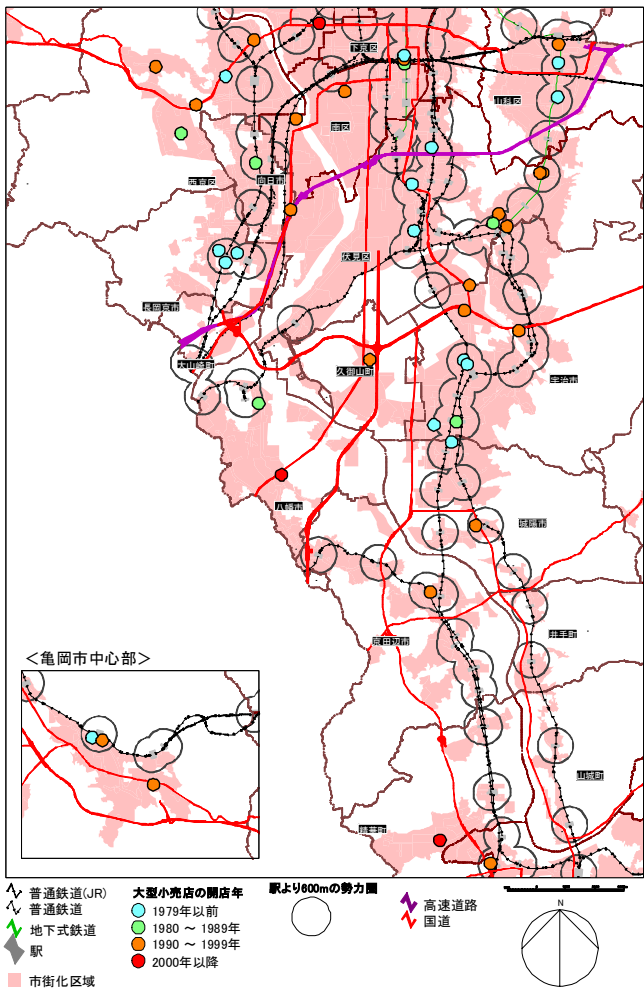 下京区
山科区
南区
西京区
向日市
伏見区
長岡京市
大山崎町
久御山町
宇治市
八幡市
城陽市
京田辺市
井手町
山城町
精華町
<亀岡市中心部>
普通鉄道(JR)
普通鉄道
地下式鉄道
駅
市街化区域
大型小売店の開店年
1979年以前
1980 ~ 1989年
1990 ~ 1999年
2000年以降
駅より600mの勢力圏
高速道路
国道
N